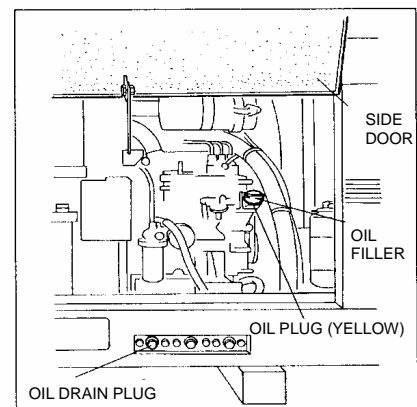 SIDE
DOOR
OIL
FILLER
OIL PLUG (YELLOW)
OIL DRAIN PLUG